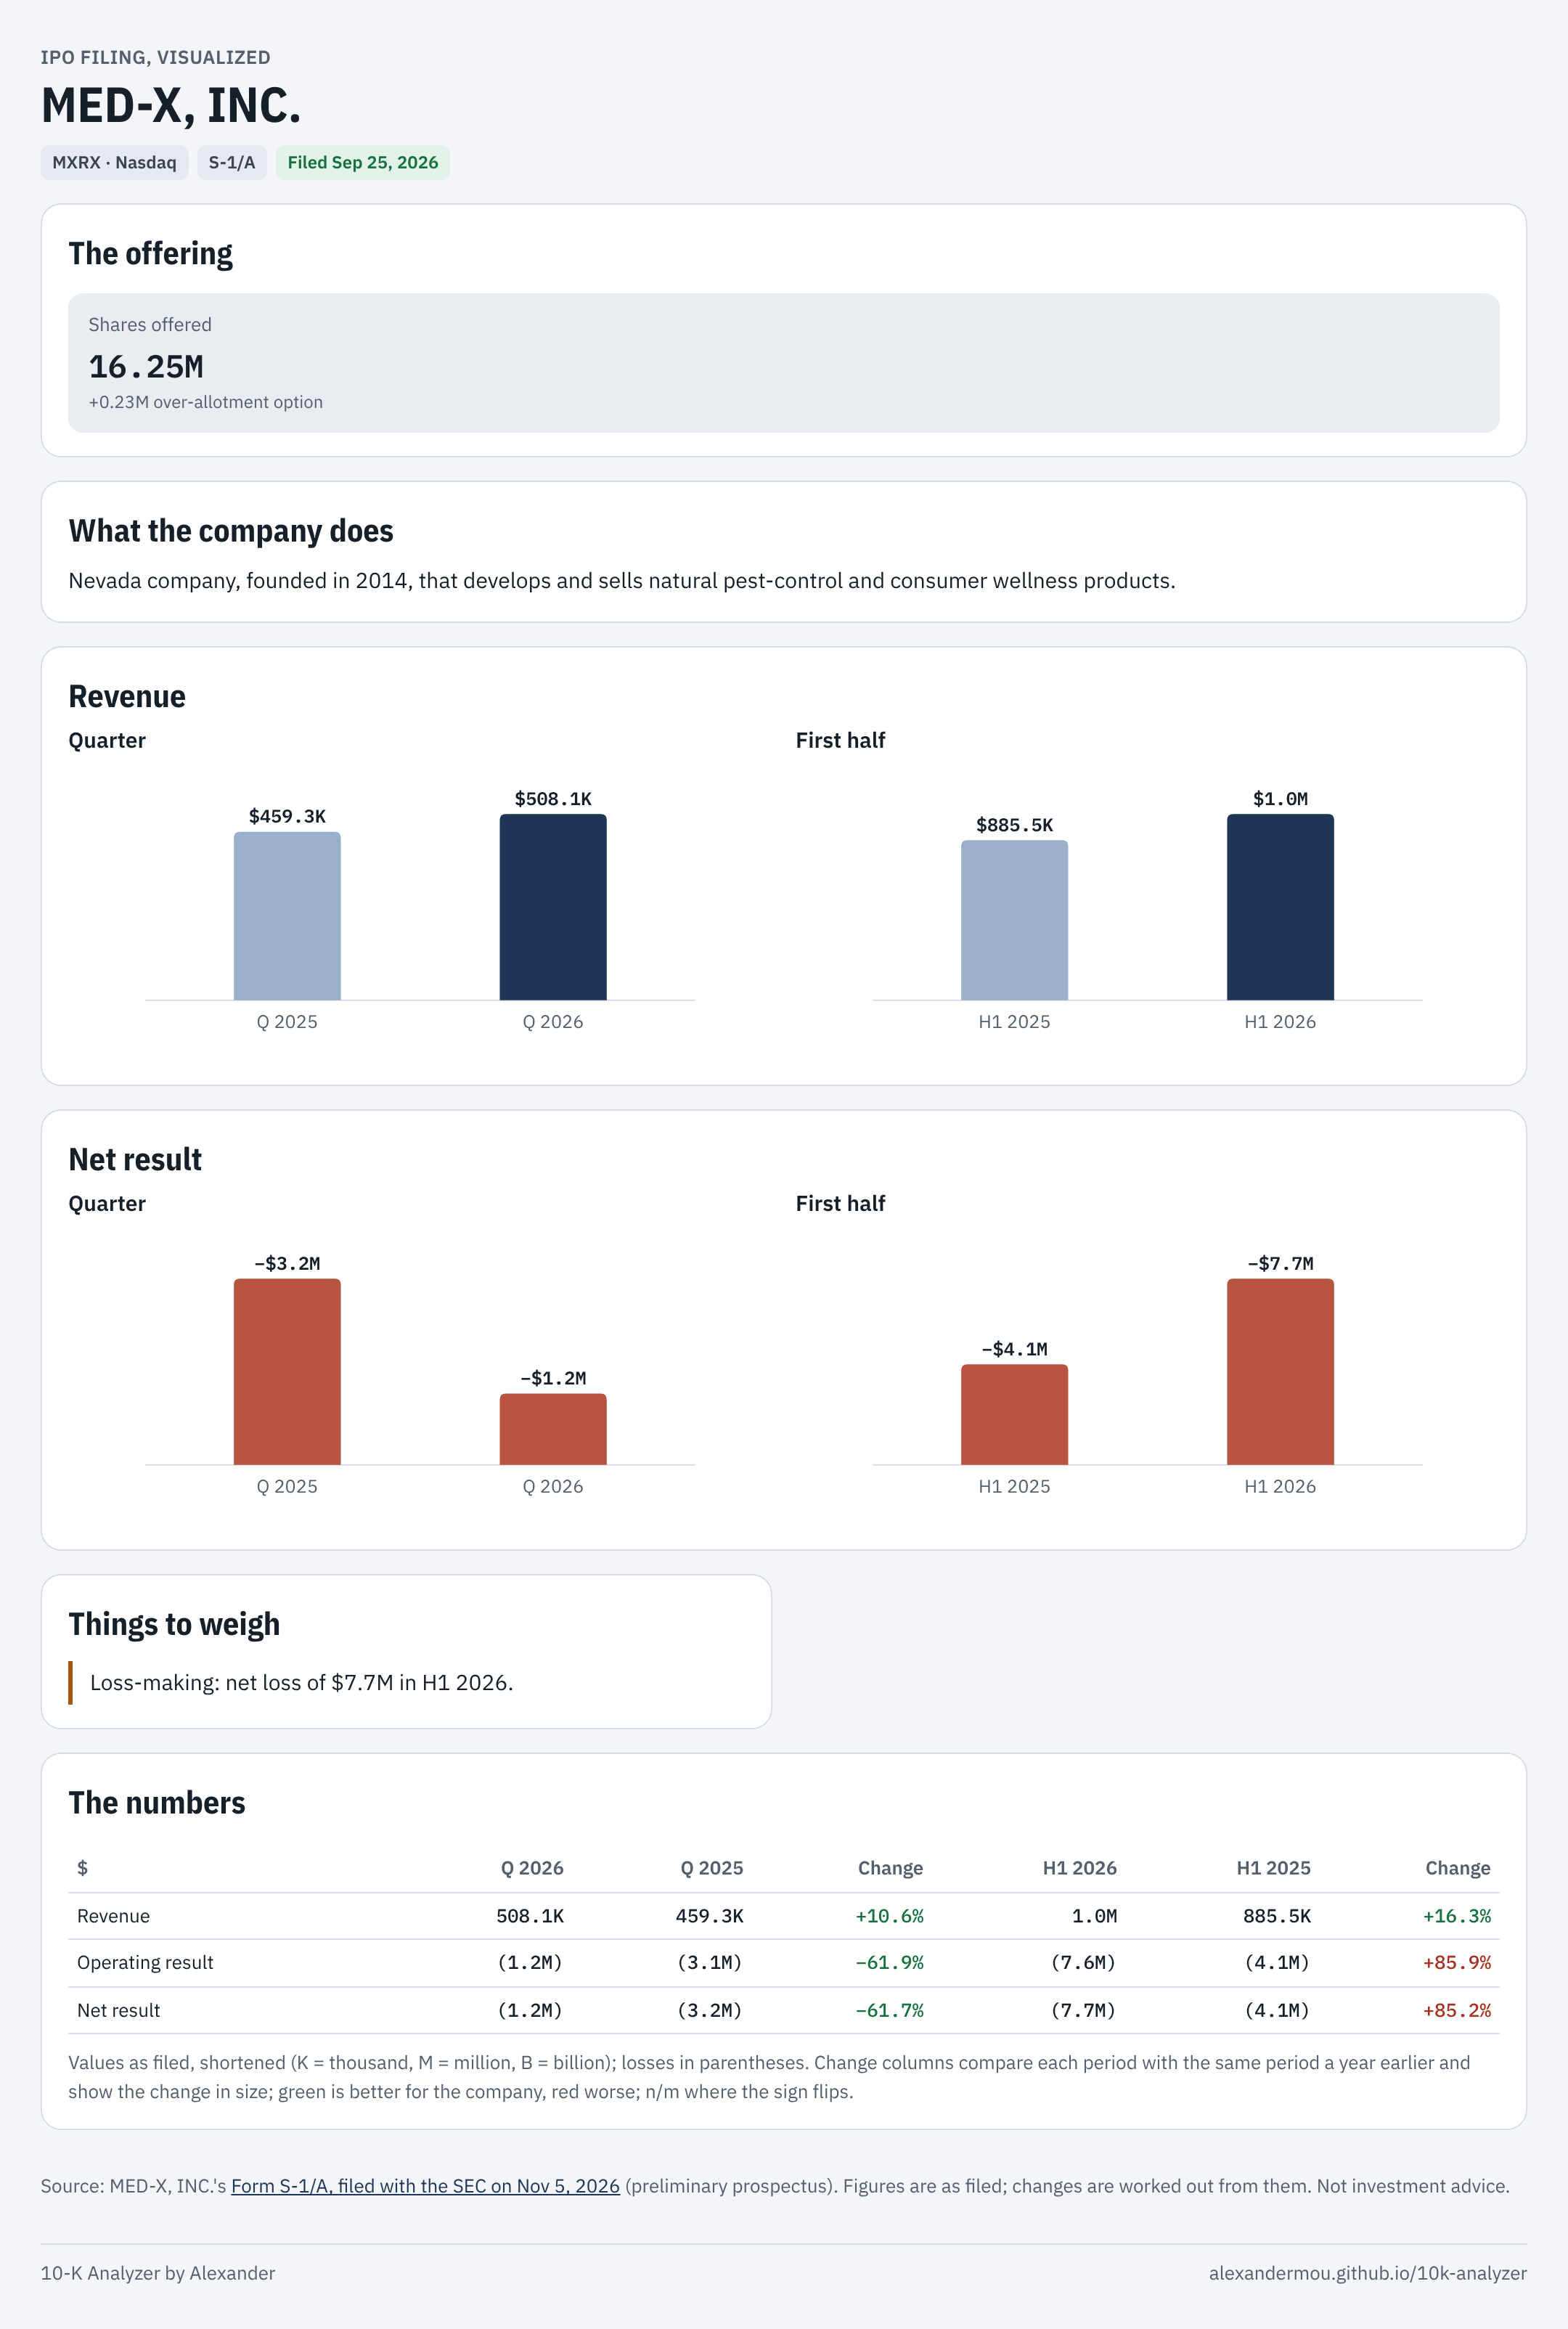 IPO FILING, VISUALIZED
MED-X, INC.
MXRX · Nasdaq S-1/A Filed Sep 25, 2026
The offering
Shares offered
16.25M
+0.23M over-allotment option
What the company does
Nevada company, founded in 2014, that develops and sells natural pest-control and consumer wellness products.
Revenue
Quarter
$459.3K $508.1K
Q 2025 Q 2026
First half
$885.5K $1.0M
H1 2025 H1 2026
Net result
Quarter
−$3.2M −$1.2M
Q 2025 Q 2026
First half
−$4.1M −$7.7M
H1 2025 H1 2026
Things to weigh
Loss-making: net loss of $7.7M in H1 2026.
The numbers
$ Q 2026 Q 2025 Change H1 2026 H1 2025 Change
Revenue 508.1K 459.3K +10.6% 1.0M 885.5K +16.3%
Operating result (1.2M) (3.1M) −61.9% (7.6M) (4.1M) +85.9%
Net result (1.2M) (3.2M) −61.7% (7.7M) (4.1M) +85.2%
Values as filed, shortened (K = thousand, M = million, B = billion); losses in parentheses. Change columns compare each period with the same period a year earlier and
show the change in size; green is better for the company, red worse; n/m where the sign flips.
Source: MED-X, INC.'s Form S-1/A, filed with the SEC on Nov 5, 2026 (preliminary prospectus). Figures are as filed; changes are worked out from them. Not investment advice.
10-K Analyzer by Alexander
alexandermou.github.io/10k-analyzer